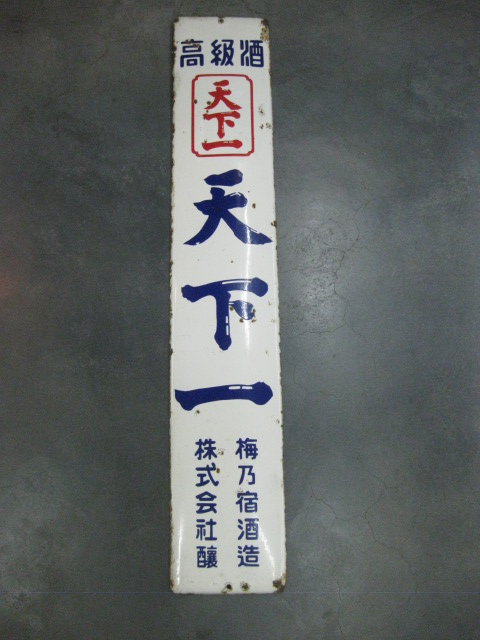 高級酒
天下一
天下一
梅乃宿酒造
株式会社醸